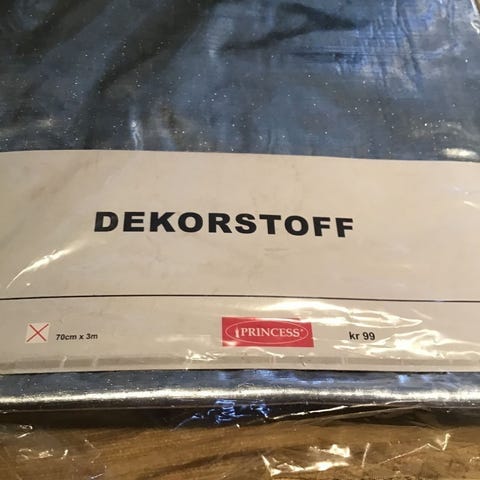 DEKORSTOFF
70cm x 3m
PRINCESS®
kr 99